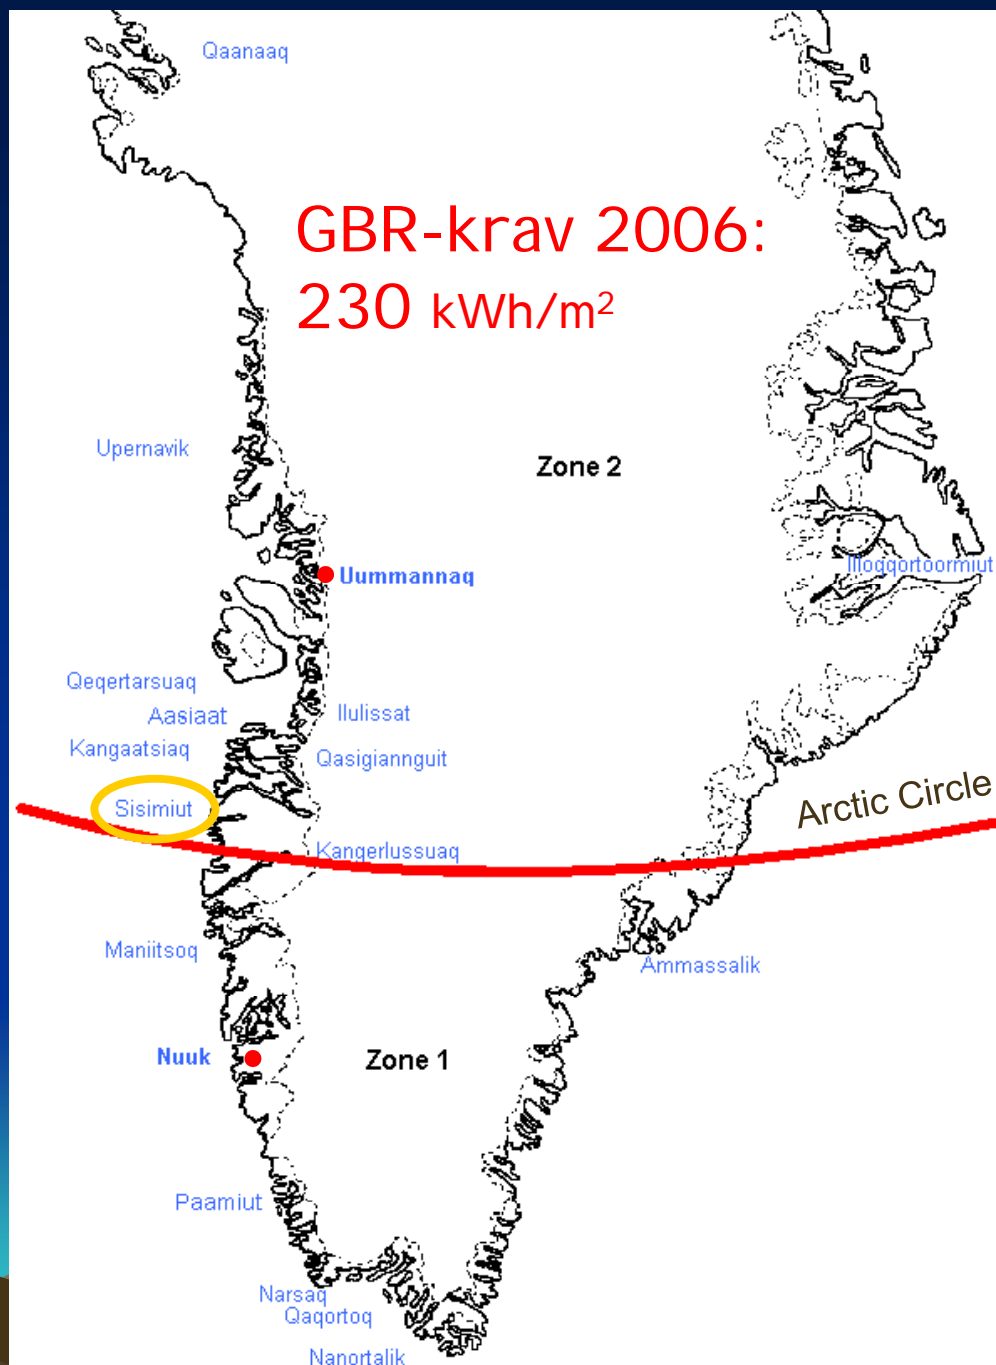 Qaanaaq
GBR-krav 2006:
230 kWh/m²
Upernavik
Zone 2
Illoqqortoormiut
Uummannaq
Qeqertarsuaq
Aasiaat
Ilulissat
Kangaatsiaq
Qasigiannguit
Sisimiut
Arctic Circle
Kangerlussuaq
Maniitsoq
Ammassalik
Nuuk
Zone 1
Paamiut
Narsaq
Qaqortoq
Nanortalik